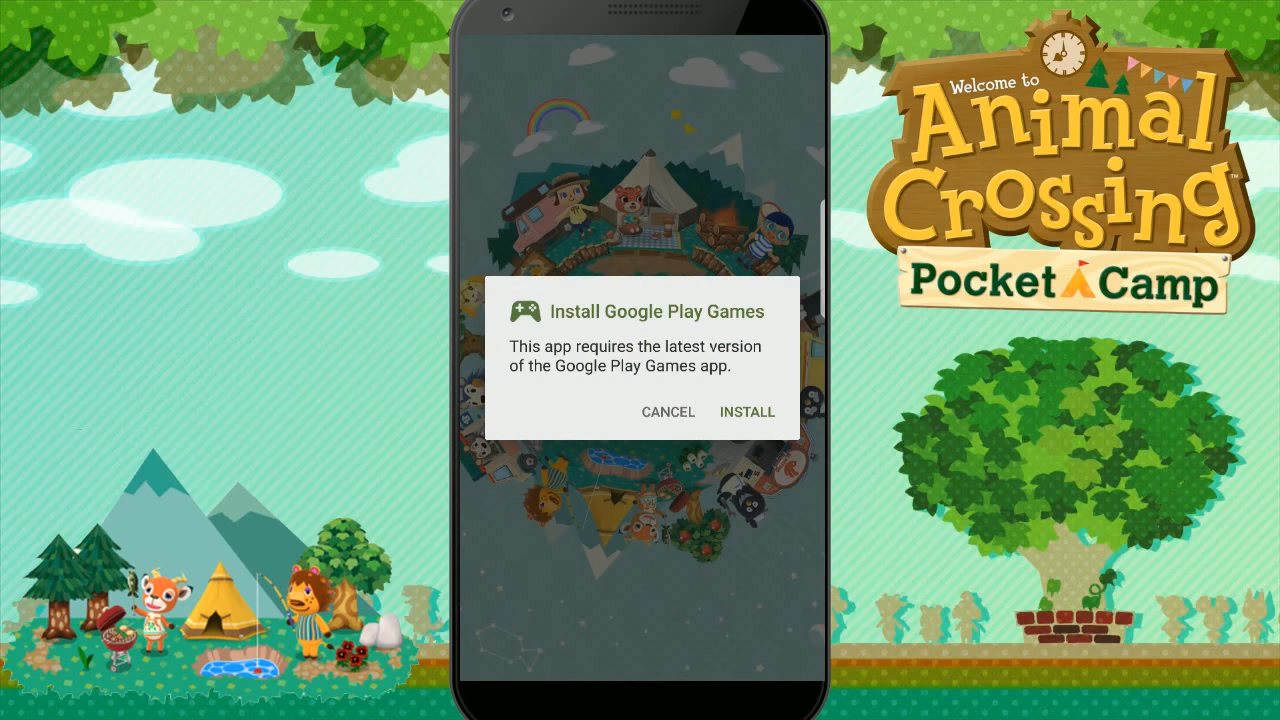 Welcome to
Animal
Crossing™
Pocket Camp
Install Google Play Games
This app requires the latest version
of the Google Play Games app.
CANCEL INSTALL